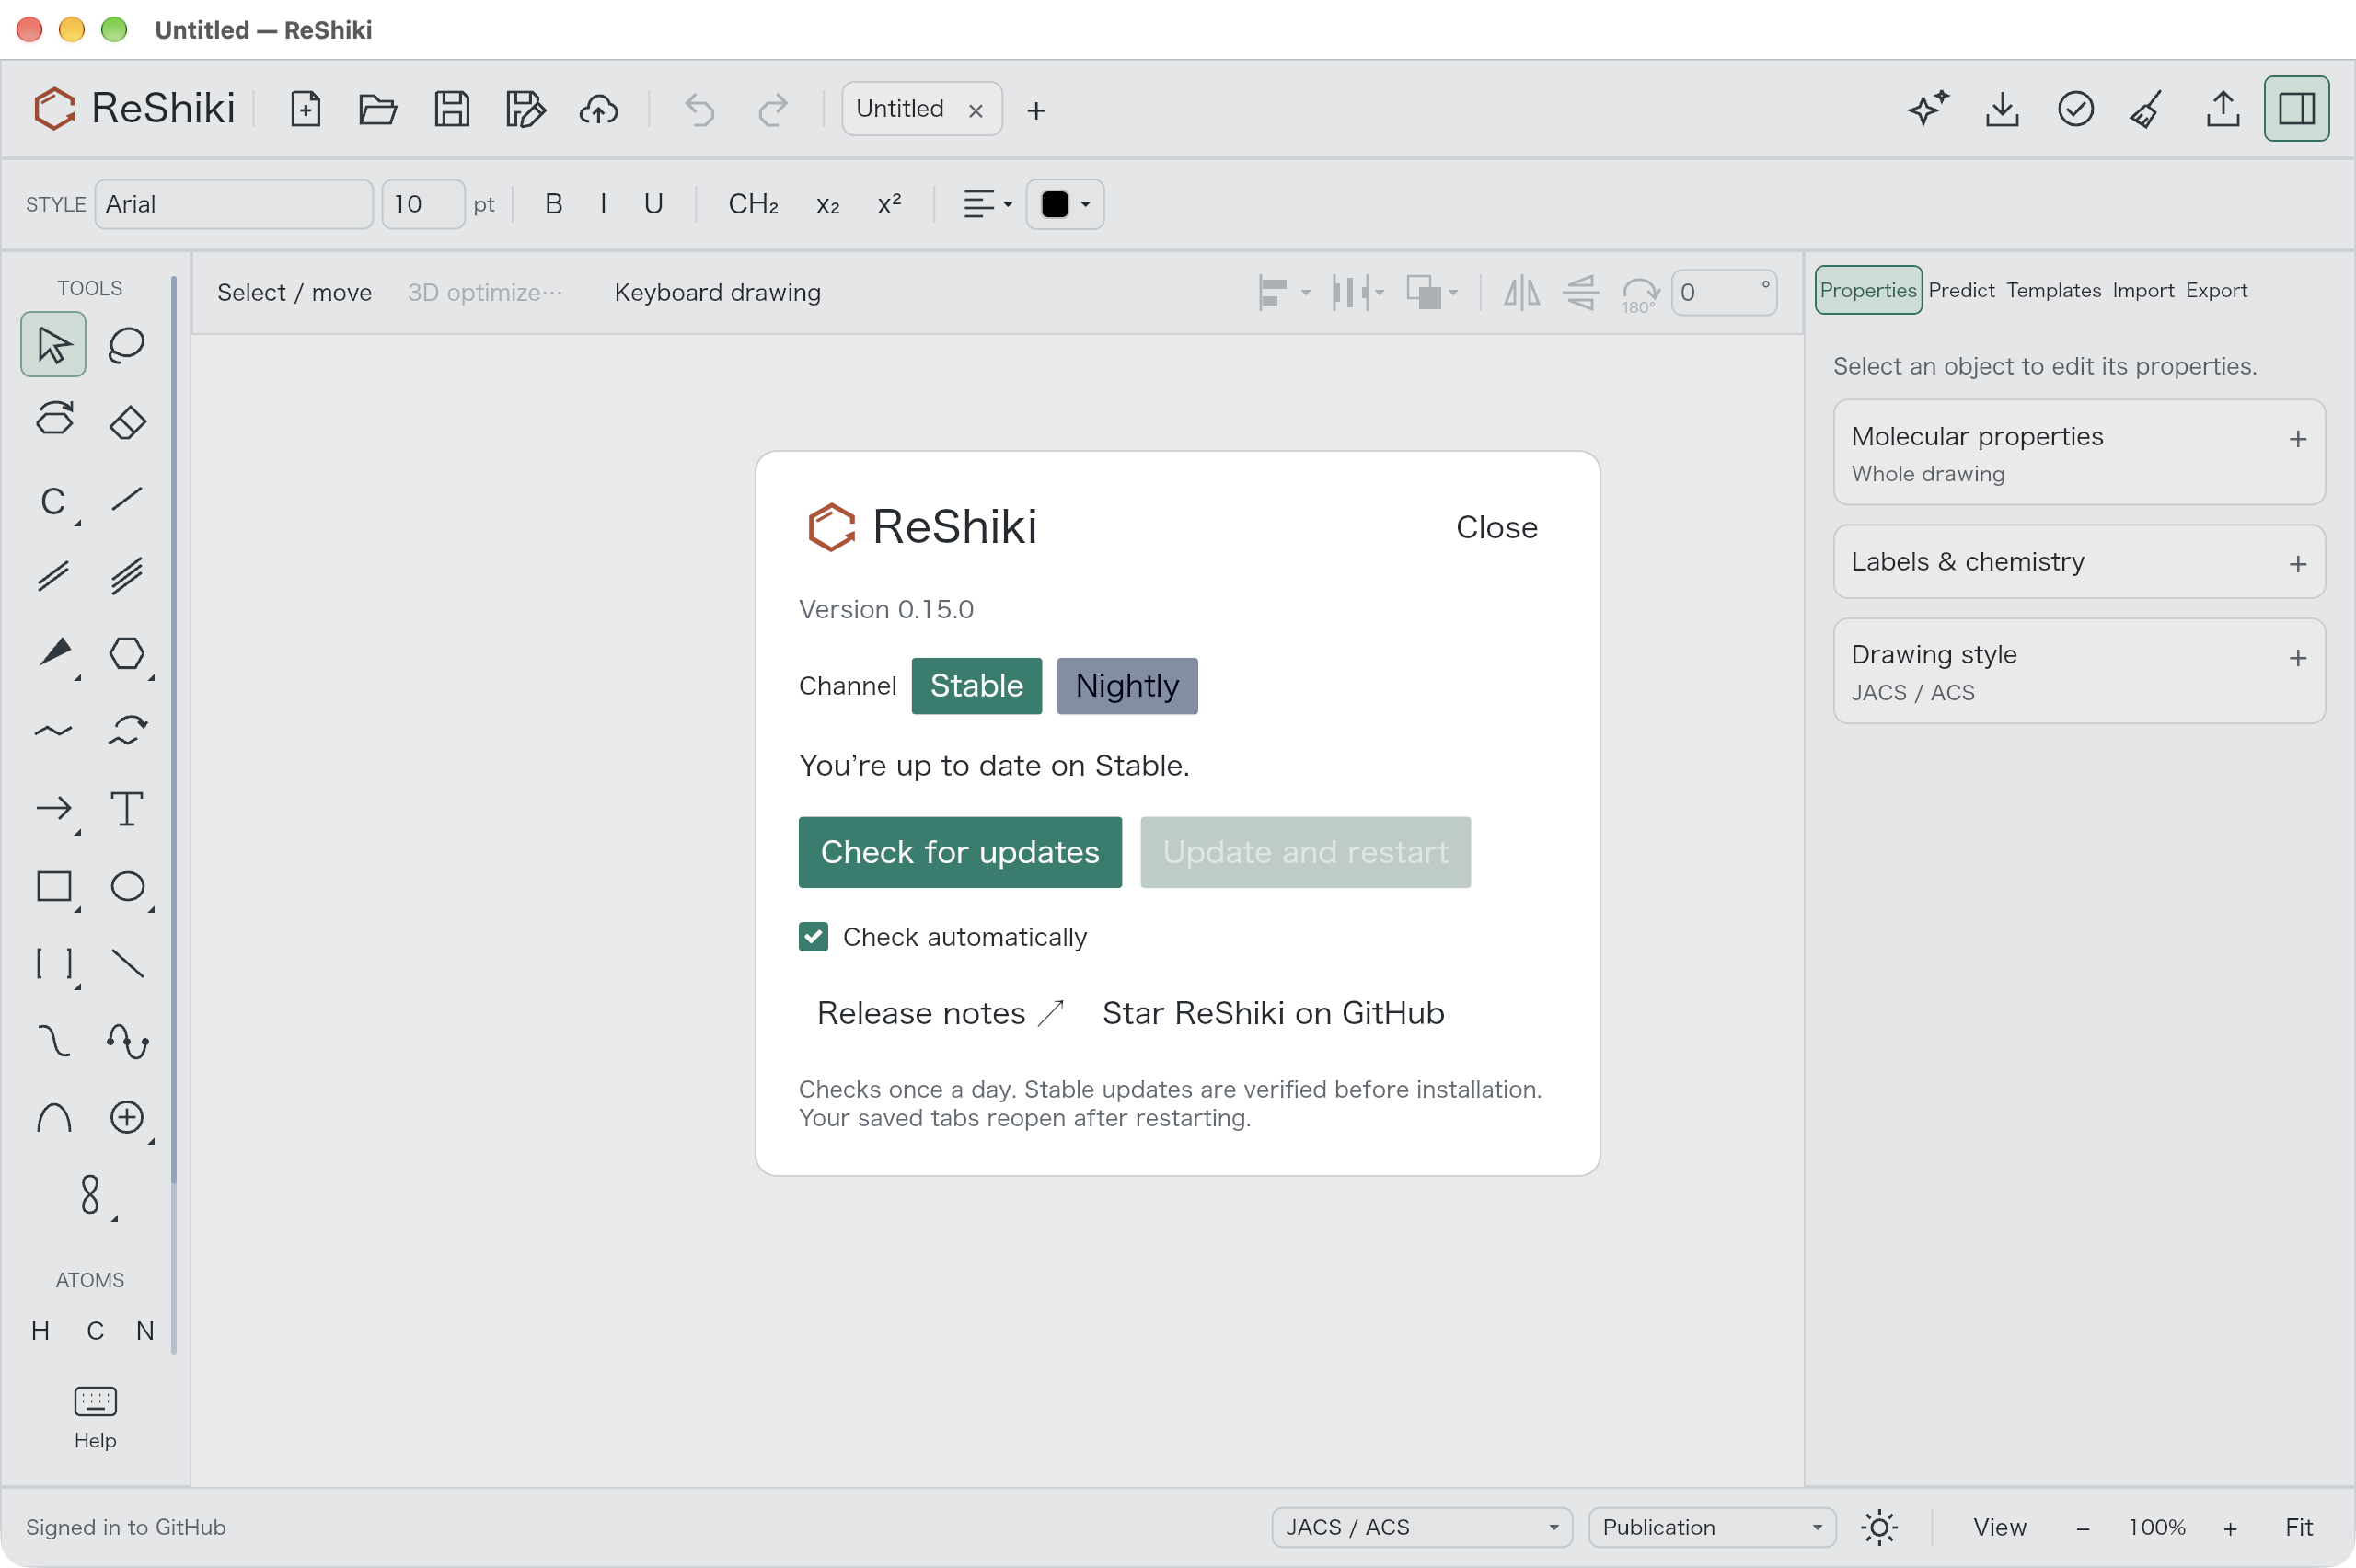 Untitled — ReShiki
ReShiki
Untitled ×
+
STYLE Arial 10 pt B I U CH₂ x₂ x²
TOOLS
Select / move 3D optimize… Keyboard drawing
180° 0 °
Properties Predict Templates Import Export
Select an object to edit its properties.
Molecular properties +
Whole drawing
Labels & chemistry +
Drawing style +
JACS / ACS
C
T
[ ]
ATOMS
H C N
Help
ReShiki Close
Version 0.15.0
Channel Stable Nightly
You’re up to date on Stable.
Check for updates Update and restart
Check automatically
Release notes ↗ Star ReShiki on GitHub
Checks once a day. Stable updates are verified before installation.
Your saved tabs reopen after restarting.
Signed in to GitHub JACS / ACS Publication View − 100% + Fit